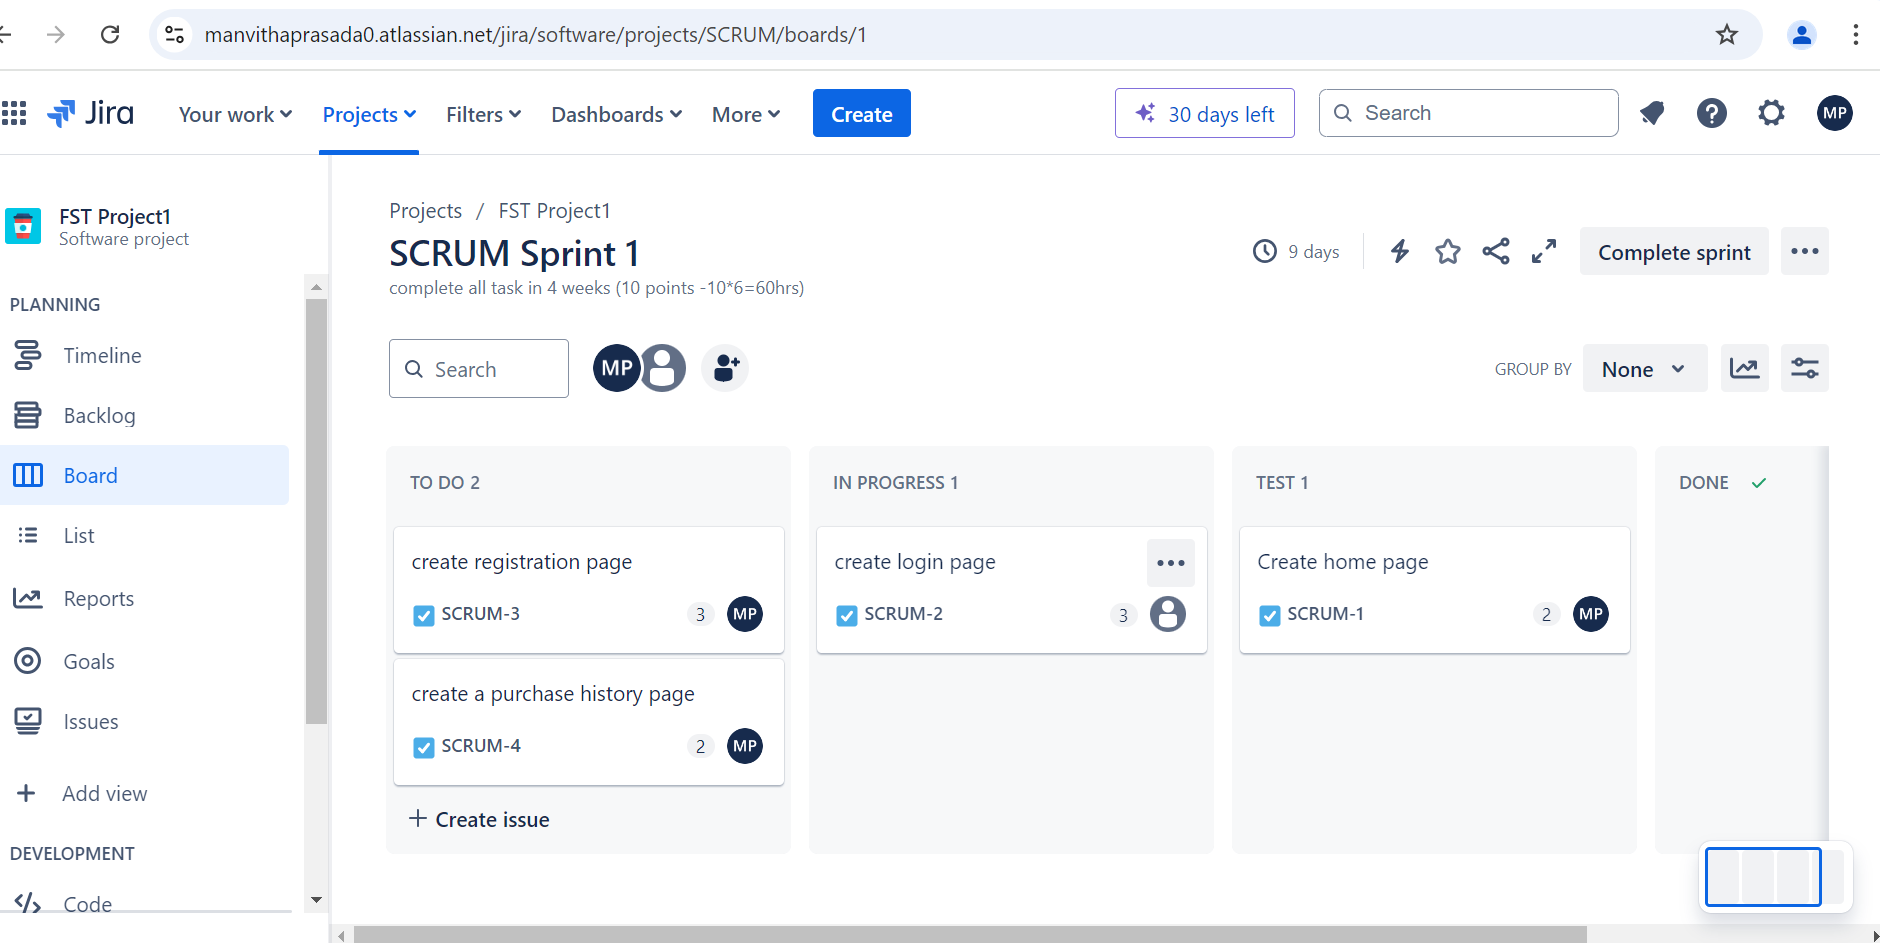 manvithaprasada0.atlassian.net/jira/software/projects/SCRUM/boards/1
Jira
Your work
Projects
Filters
Dashboards
More
Create
30 days left
Search
MP
FST Project1
Software project
PLANNING
Timeline
Backlog
Board
List
Reports
Goals
Issues
Add view
DEVELOPMENT
Code
Projects / FST Project1
SCRUM Sprint 1
complete all task in 4 weeks (10 points -10*6=60hrs)
9 days
Complete sprint
Search
MP
GROUP BY
None
TO DO 2
create registration page
SCRUM-3
3
MP
create a purchase history page
SCRUM-4
2
MP
Create issue
IN PROGRESS 1
create login page
SCRUM-2
3
TEST 1
Create home page
SCRUM-1
2
MP
DONE